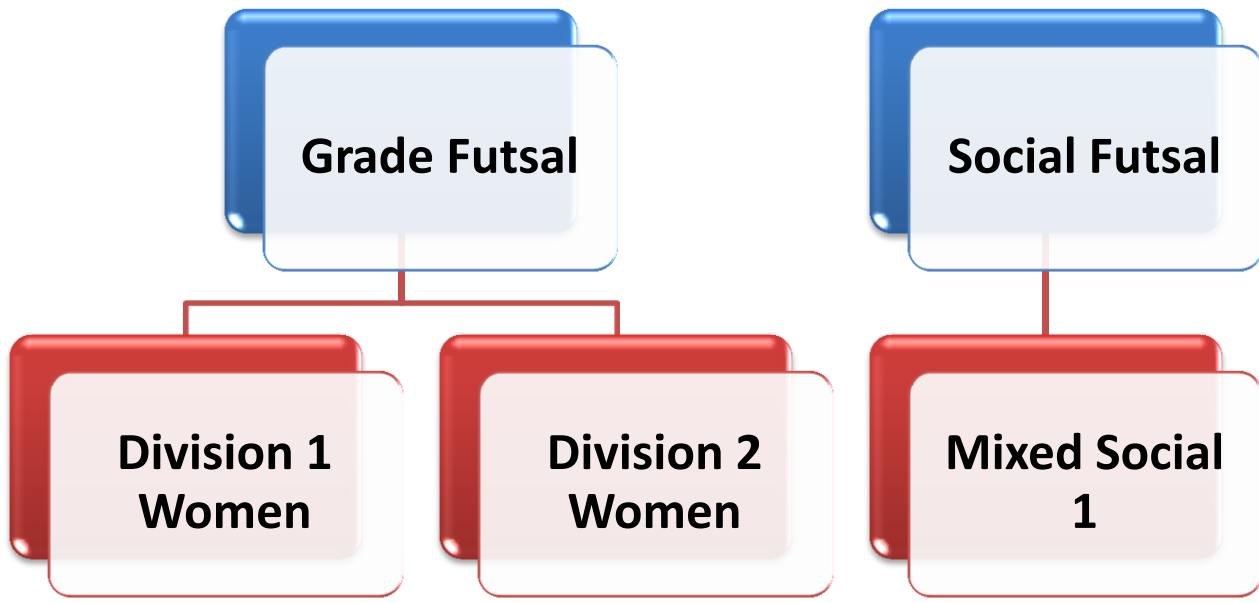 Grade Futsal
Social Futsal
Division 1
Women
Division 2
Women
Mixed Social
1